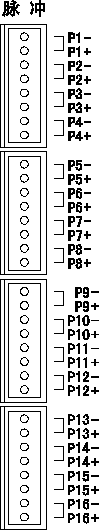 脉 冲
P1-
P1+
P2-
P2+
P3-
P3+
P4-
P4+
P5-
P5+
P6-
P6+
P7-
P7+
P8-
P8+
P9-
P9+
P10-
P10+
P11-
P11+
P12-
P12+
P13-
P13+
P14-
P14+
P15-
P15+
P16-
P16+